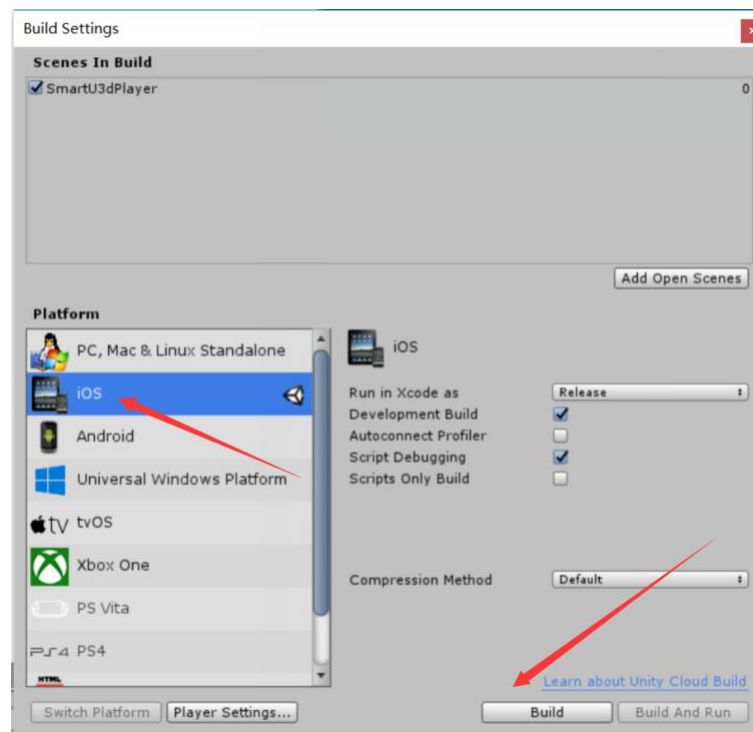 Build Settings
Scenes In Build
SmartU3dPlayer 0
Add Open Scenes
Platform
PC, Mac & Linux Standalone
iOS
Android
Universal Windows Platform
tv tvOS
Xbox One
PS Vita
PS4 PS4
HTML
iOS
Run in Xcode as Release
Development Build
Autoconnect Profiler
Script Debugging
Scripts Only Build
Compression Method Default
Learn about Unity Cloud Build
Switch Platform Player Settings... Build Build And Run